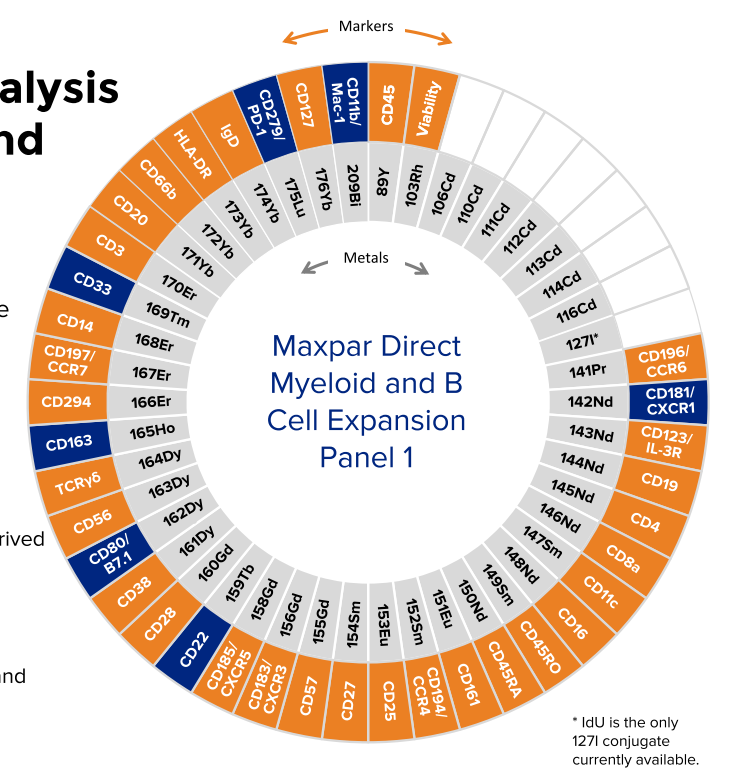 Markers
alysis
nd
e
rived
and
CD45
Viability
CD196/
CCR6
CD181/
CXCR1
CD123/
IL-3R
CD19
CD4
CD8a
CD11c
CD16
CD45RO
CD45RA
CD161
CD194/
CCR4
CD25
CD27
CD57
CD183/
CXCR3
CD185/
CXCR5
CD22
CD28
CD38
CD80/
B7.1
CD56
TCRγδ
CD163
CD294
CD197/
CCR7
CD14
CD33
CD3
CD20
CD66b
HLA-DR
IgD
CD279/
PD-1
CD127
CD11b/
Mac-1
89Y
103Rh
106Cd
110Cd
111Cd
112Cd
113Cd
114Cd
116Cd
127I*
141Pr
142Nd
143Nd
144Nd
145Nd
146Nd
147Sm
148Nd
149Sm
150Nd
151Eu
152Sm
153Eu
154Sm
155Gd
156Gd
158Gd
159Tb
160Gd
161Dy
162Dy
163Dy
164Dy
165Ho
166Er
167Er
168Er
169Tm
170Er
171Yb
172Yb
173Yb
174Yb
175Lu
176Yb
209Bi
Metals
Maxpar Direct
Myeloid and B
Cell Expansion
Panel 1
* IdU is the only
127I conjugate
currently available.